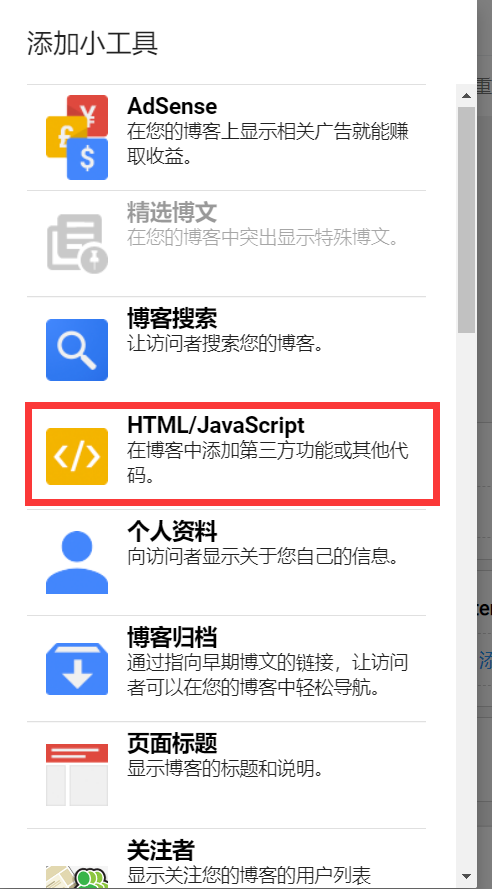 添加小工具
AdSense
在您的博客上显示相关广告就能赚
取收益。
精选博文
在您的博客中突出显示特殊博文。
博客搜索
让访问者搜索您的博客。
HTML/JavaScript
在博客中添加第三方功能或其他代
码。
个人资料
向访问者显示关于您自己的信息。
博客归档
通过指向早期博文的链接，让访问
者可以在您的博客中轻松导航。
页面标题
显示博客的标题和说明。
关注者
显示关注您的博客的用户列表
重
添